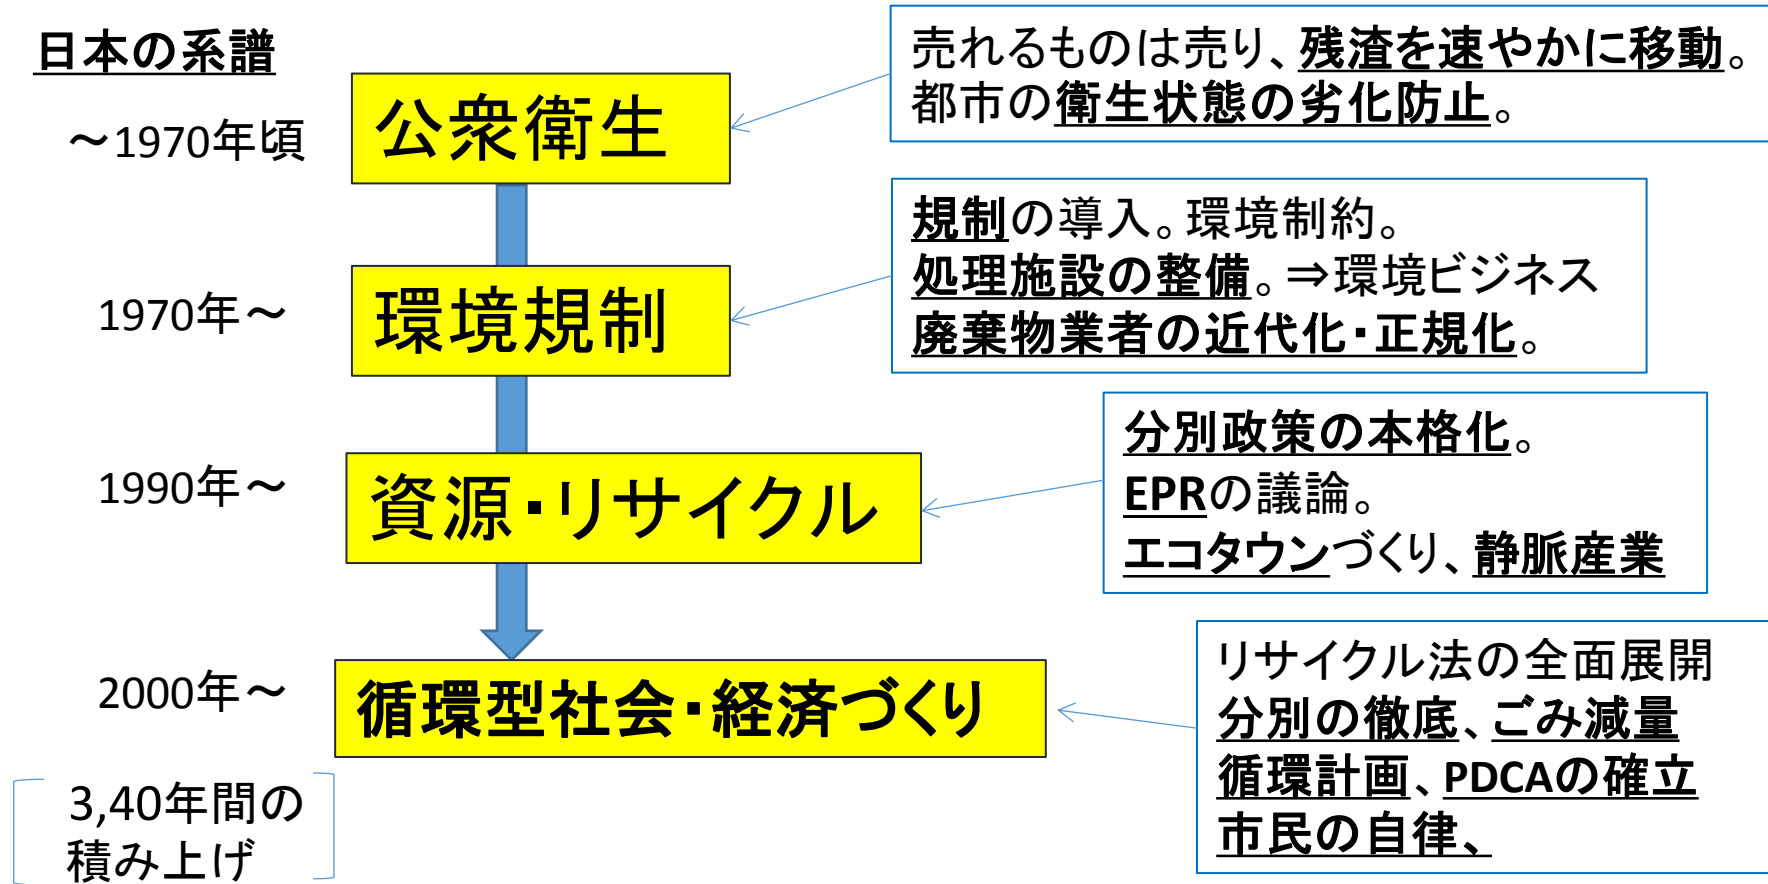 日本の系譜
~1970年頃
公衆衛生
売れるものは売り、残渣を速やかに移動。
都市の衛生状態の劣化防止。
1970年~
環境規制
規制の導入。環境制約。
処理施設の整備。⇒環境ビジネス
廃棄物業者の近代化・正規化。
1990年~
資源・リサイクル
分別政策の本格化。
EPRの議論。
エコタウンづくり、静脈産業
2000年~
循環型社会・経済づくり
リサイクル法の全面展開
分別の徹底、ごみ減量
循環計画、PDCAの確立
市民の自律、
3,40年間の
積み上げ